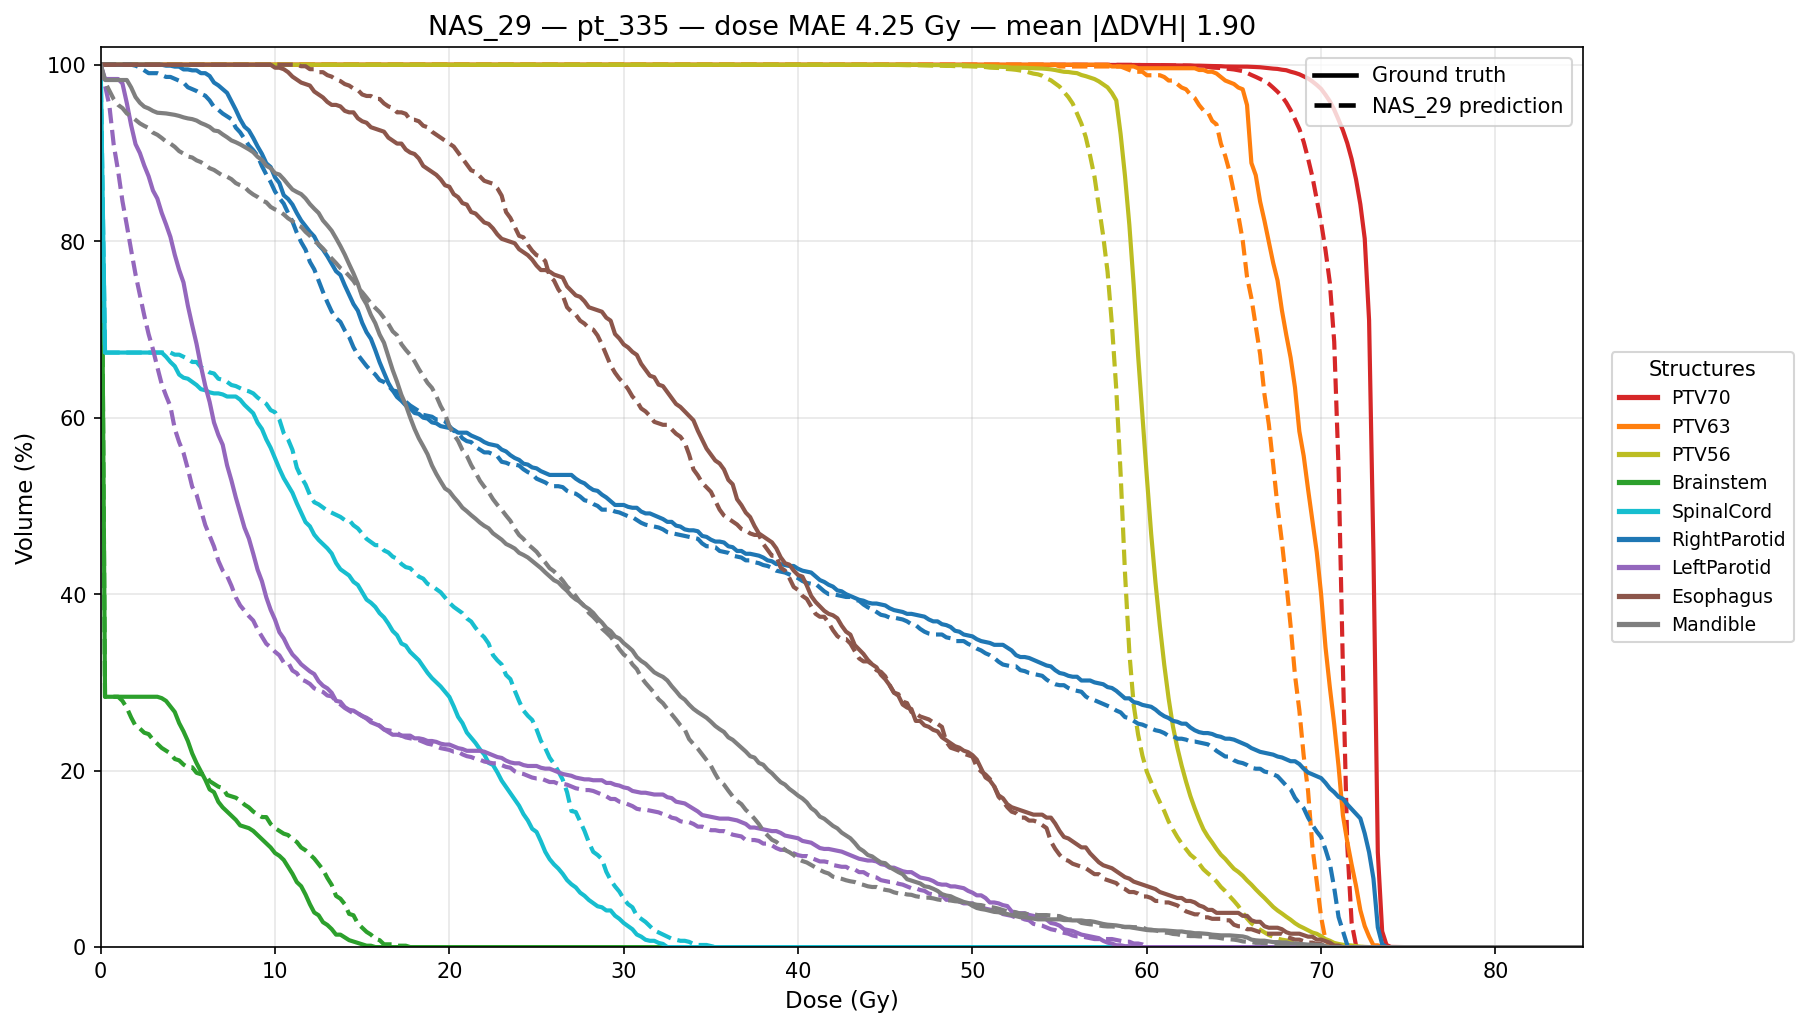 NAS_29 — pt_335 — dose MAE 4.25 Gy — mean |ΔDVH| 1.90
Ground truth
NAS_29 prediction
Volume (%)
100
80
60
40
20
0
0 10 20 30 40 50 60 70 80
Dose (Gy)
Structures
PTV70
PTV63
PTV56
Brainstem
SpinalCord
RightParotid
LeftParotid
Esophagus
Mandible